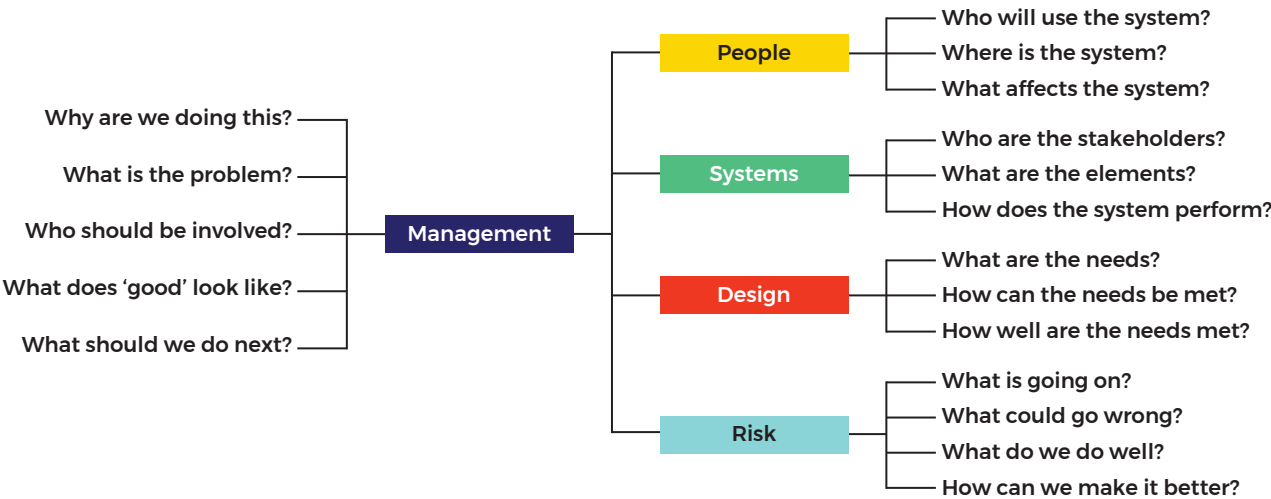 Why are we doing this?
What is the problem?
Who should be involved?
What does ‘good’ look like?
What should we do next?
Management
People
Who will use the system?
Where is the system?
What affects the system?
Systems
Who are the stakeholders?
What are the elements?
How does the system perform?
Design
What are the needs?
How can the needs be met?
How well are the needs met?
Risk
What is going on?
What could go wrong?
What do we do well?
How can we make it better?